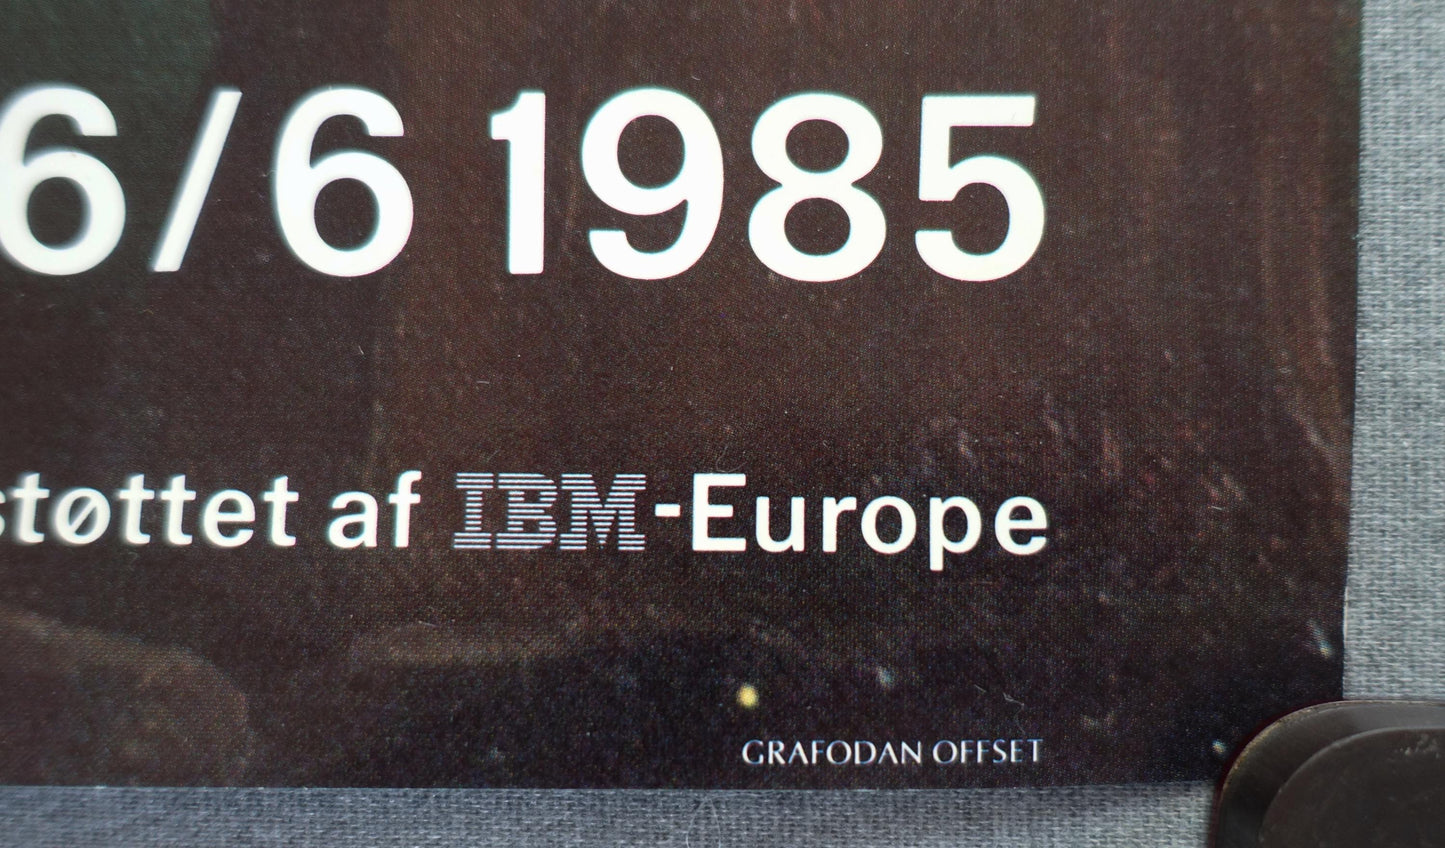 6/6 1985
støttet af IBM-Europe
GRAFODAN OFFSET